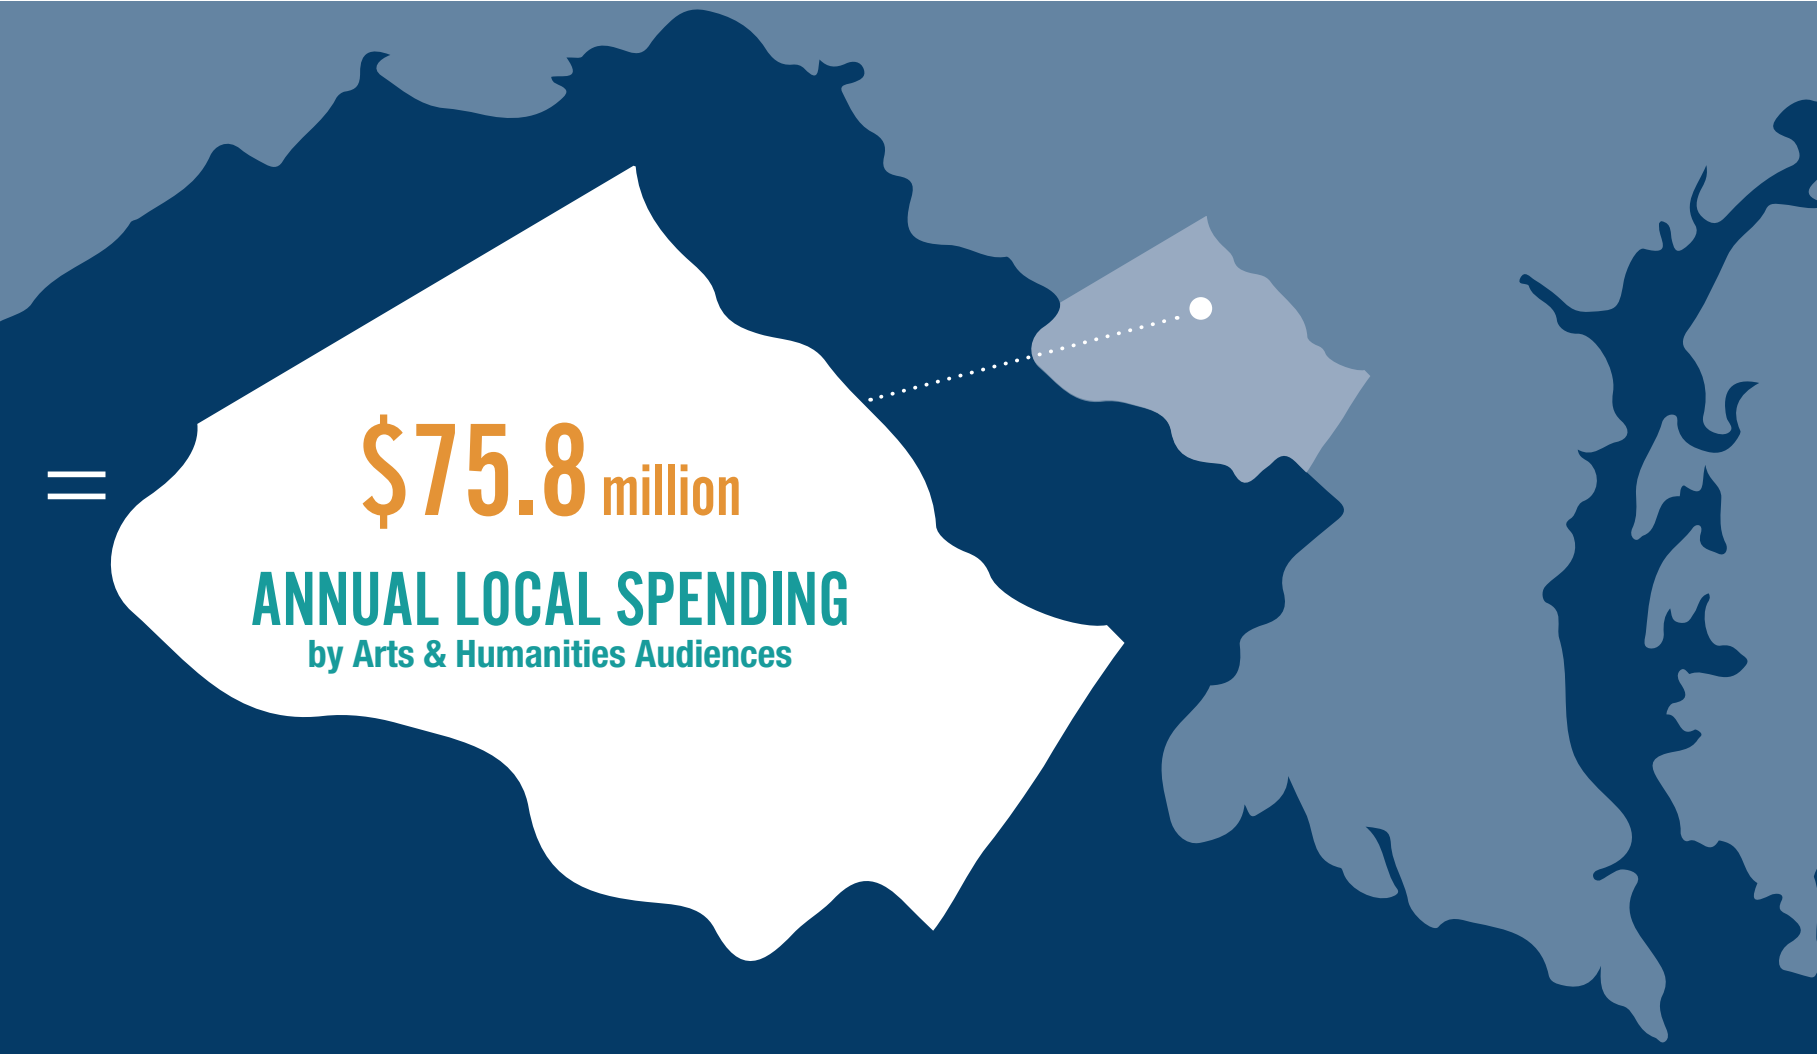 =
$75.8 million
ANNUAL LOCAL SPENDING
by Arts & Humanities Audiences